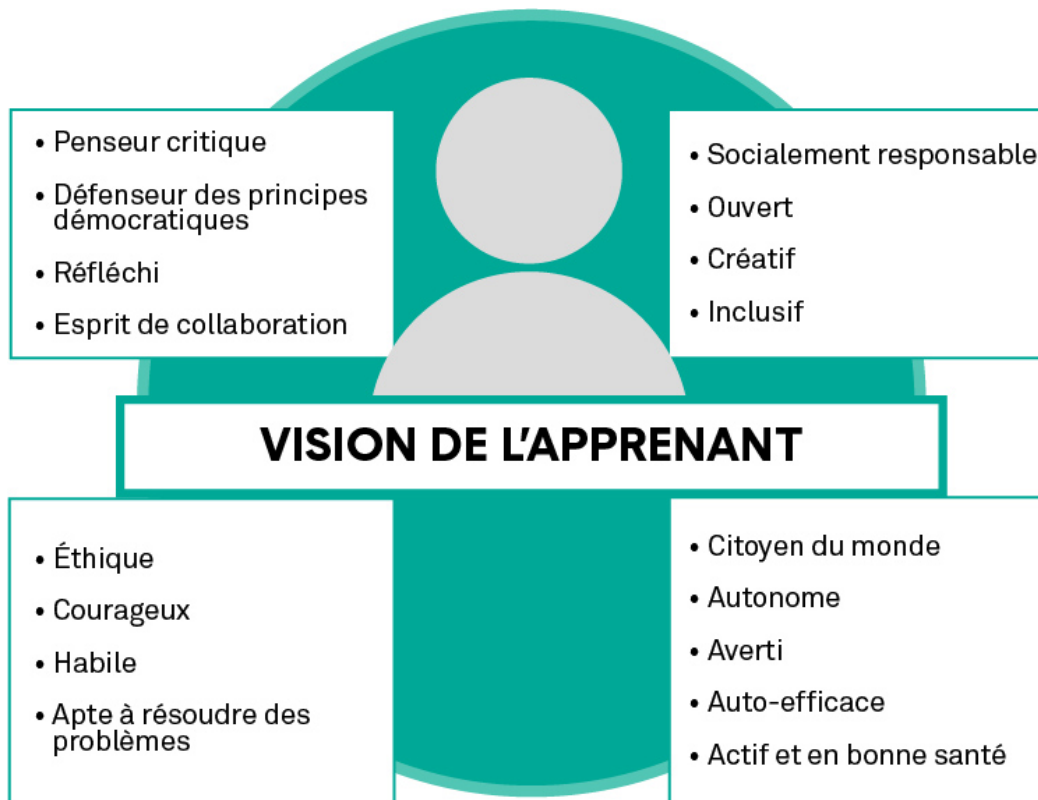 • Penseur critique
• Défenseur des principes
démocratiques
• Réfléchi
• Esprit de collaboration
• Socialement responsable
• Ouvert
• Créatif
• Inclusif
VISION DE L'APPRENANT
• Éthique
• Courageux
• Habile
• Apte à résoudre des
problèmes
• Citoyen du monde
• Autonome
• Averti
• Auto-efficace
• Actif et en bonne santé